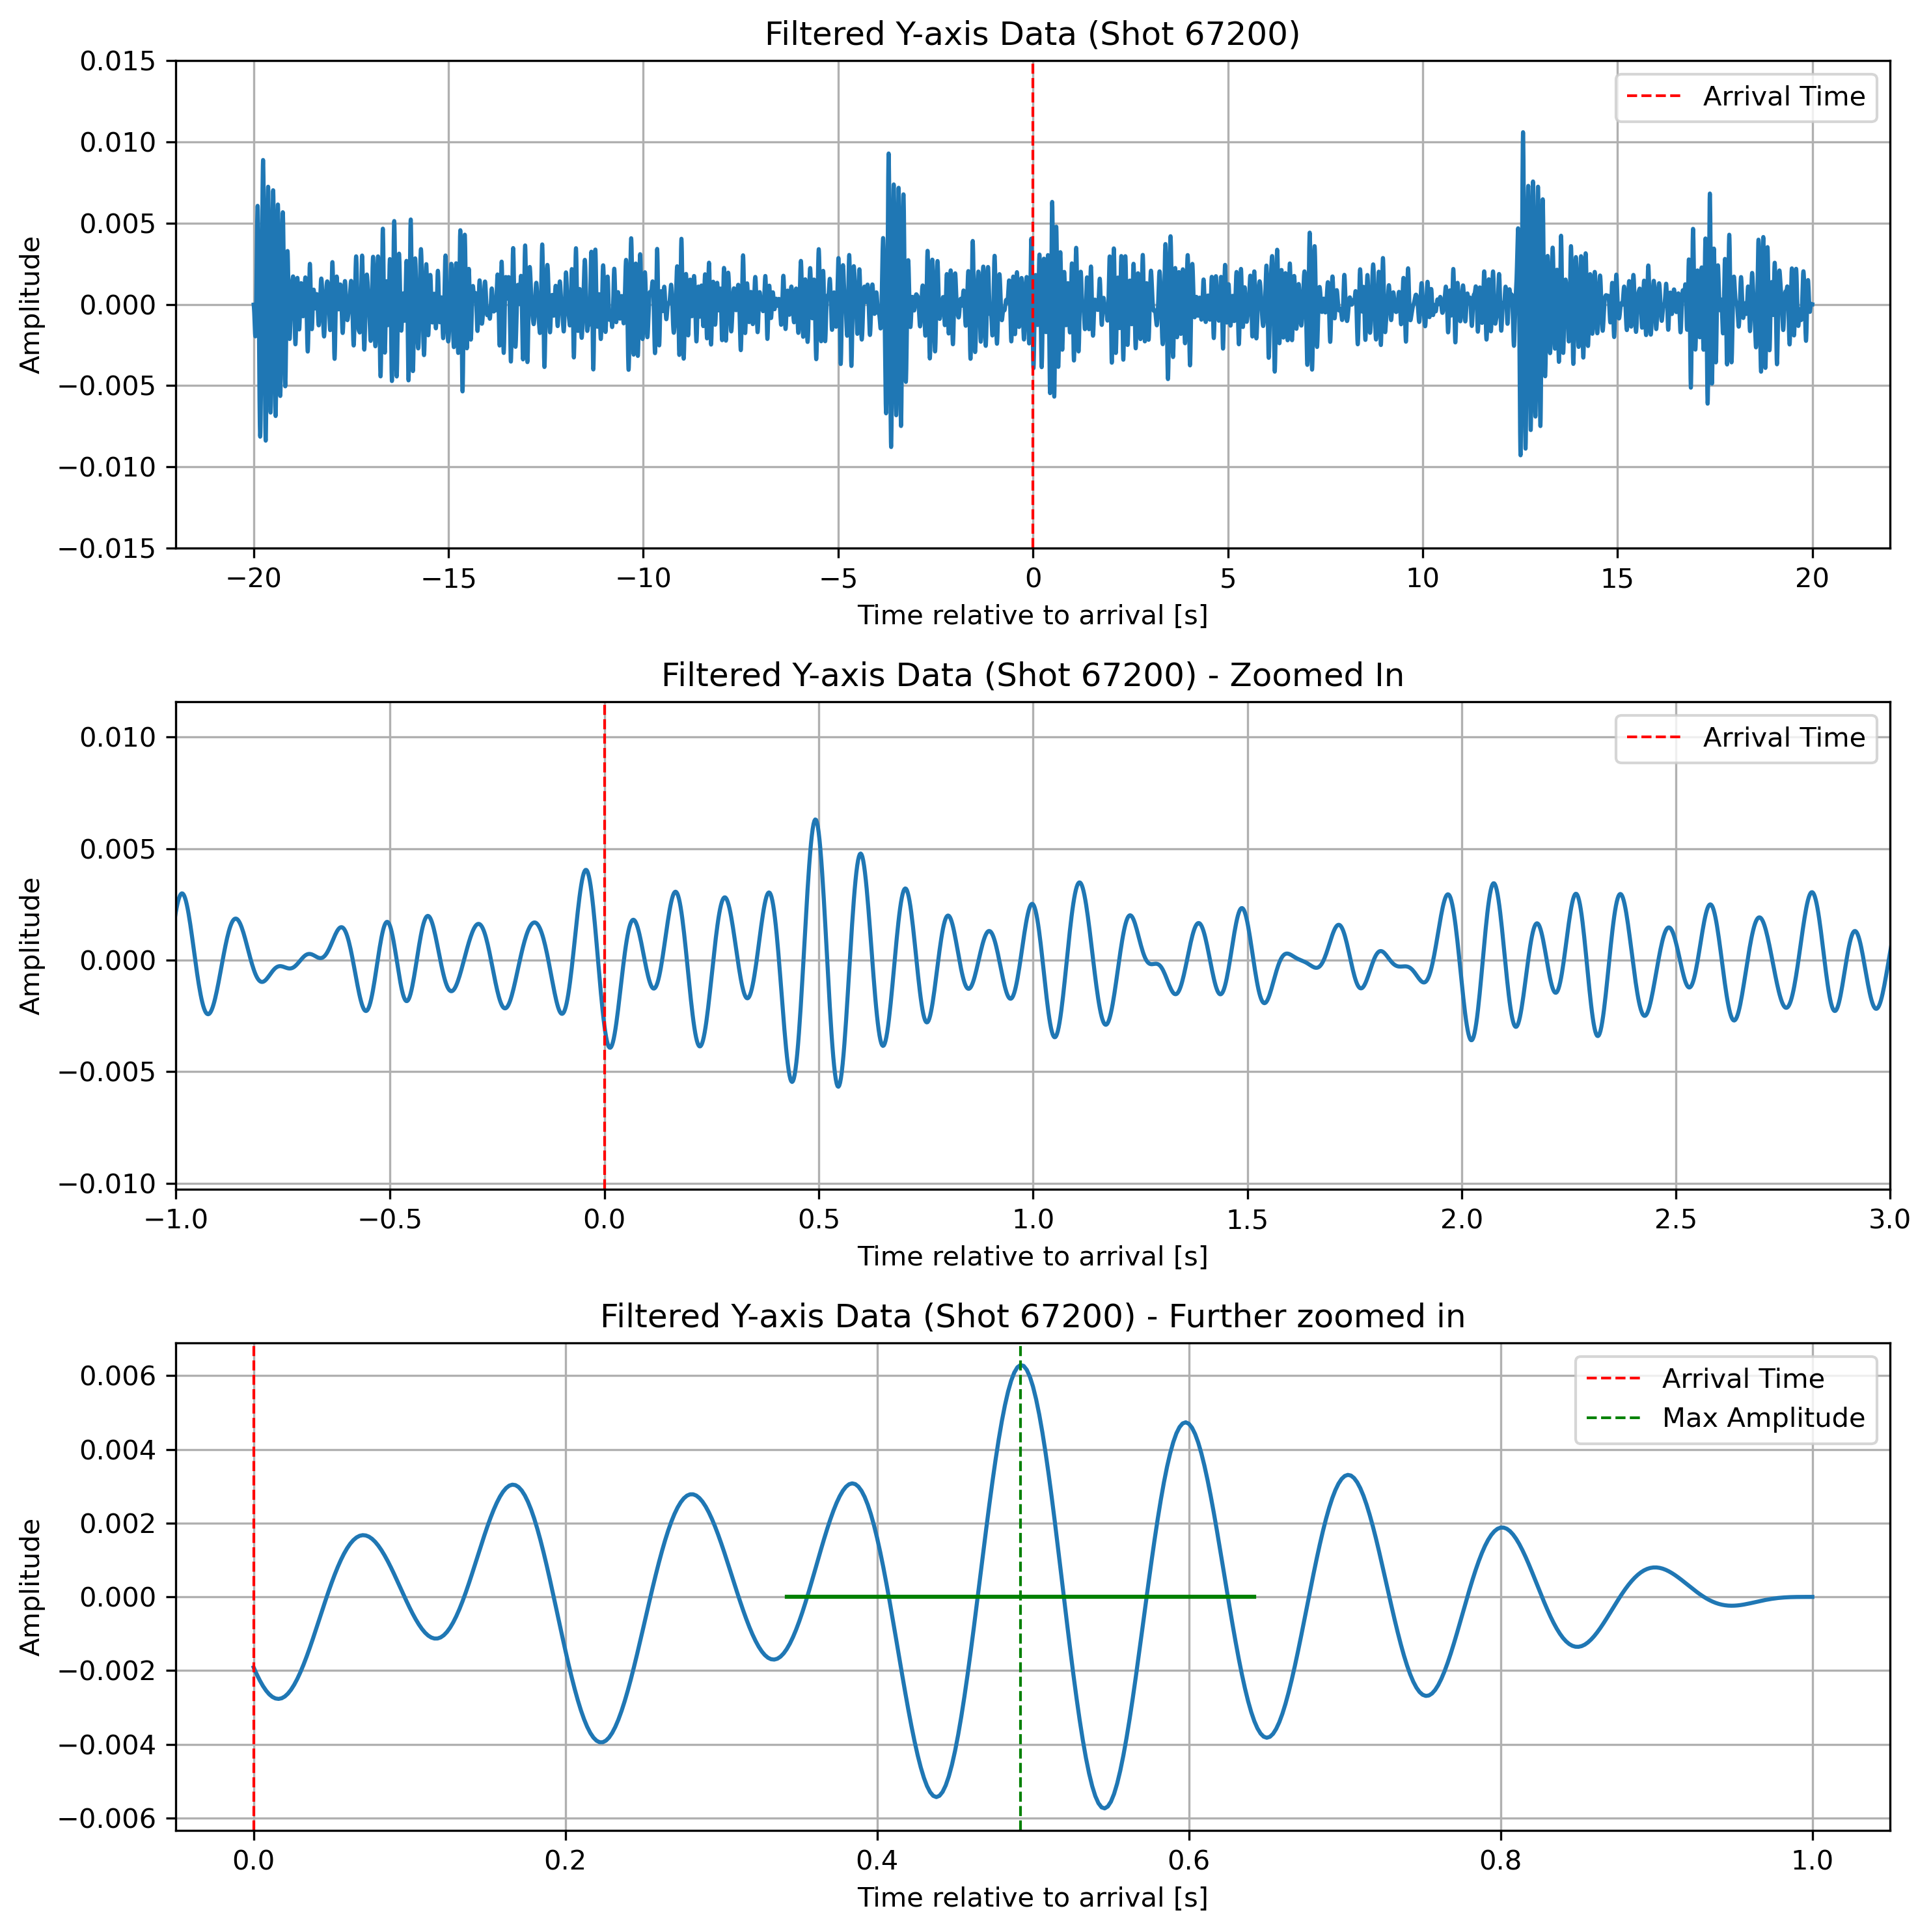 Filtered Y-axis Data (Shot 67200)
Amplitude
0.015
0.010
0.005
0.000
−0.005
−0.010
−0.015
Arrival Time
−20 −15 −10 −5 0 5 10 15 20
Time relative to arrival [s]
Filtered Y-axis Data (Shot 67200) - Zoomed In
Amplitude
0.010
0.005
0.000
−0.005
−0.010
Arrival Time
−1.0 −0.5 0.0 0.5 1.0 1.5 2.0 2.5 3.0
Time relative to arrival [s]
Filtered Y-axis Data (Shot 67200) - Further zoomed in
Amplitude
0.006
0.004
0.002
0.000
−0.002
−0.004
−0.006
Arrival Time
Max Amplitude
0.0 0.2 0.4 0.6 0.8 1.0
Time relative to arrival [s]